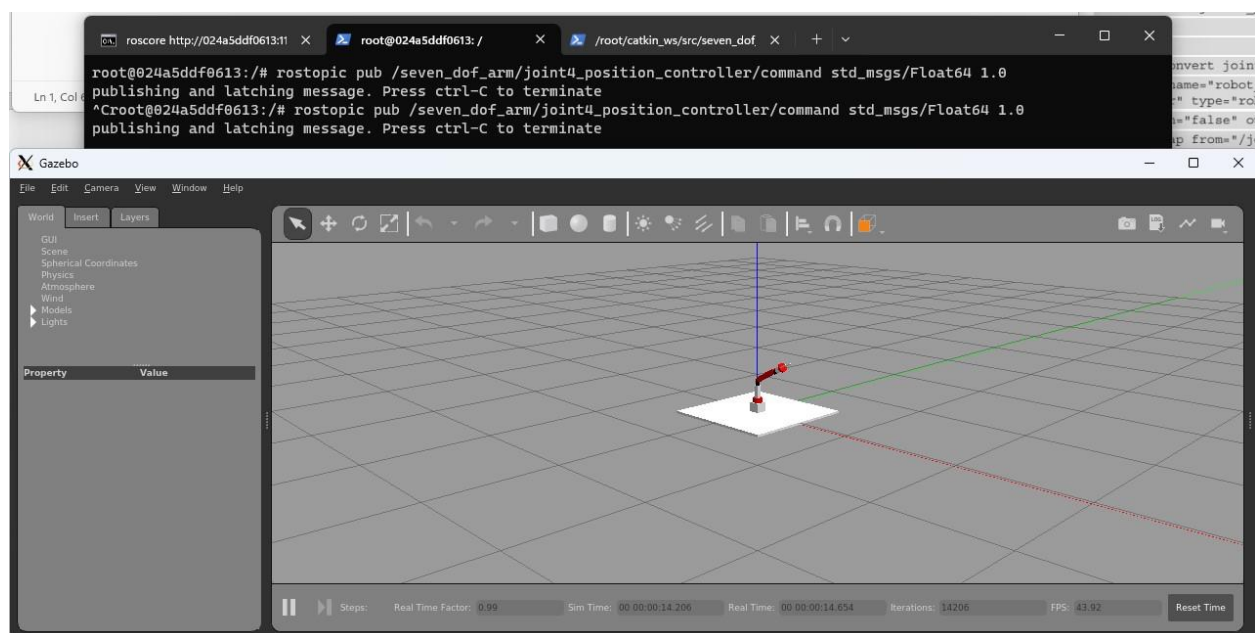 roscore http://024a5ddf0613:11
root@024a5ddf0613: /
/root/catkin_ws/src/seven_dof_
root@024a5ddf0613:/# rostopic pub /seven_dof_arm/joint4_position_controller/command std_msgs/Float64 1.0
publishing and latching message. Press ctrl-C to terminate
^Croot@024a5ddf0613:/# rostopic pub /seven_dof_arm/joint4_position_controller/command std_msgs/Float64 1.0
publishing and latching message. Press ctrl-C to terminate
Ln 1, Col
nvert join
name="robot
" type="ro
="false" o
ap from="/j
Gazebo
File Edit Camera View Window Help
World Insert Layers
GUI
Scene
Spherical Coordinates
Physics
Atmosphere
Wind
Models
Lights
Property Value
LOG
Steps: Real Time Factor: 0.99 Sim Time: 00 00:00:14.206 Real Time: 00 00:00:14.654 Iterations: 14206 FPS: 43.92 Reset Time